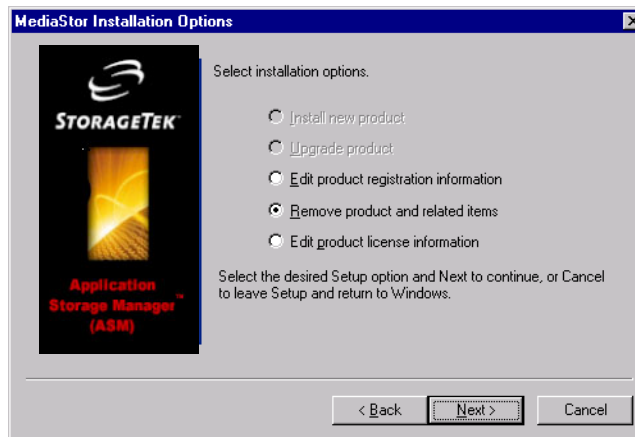 MediaStor Installation Options
Select installation options.
STORAGETEK
Install new product
Upgrade product
Edit product registration information
Remove product and related items
Edit product license information
Application
Storage Manager™
(ASM)
Select the desired Setup option and Next to continue, or Cancel
to leave Setup and return to Windows.
< Back
Next >
Cancel